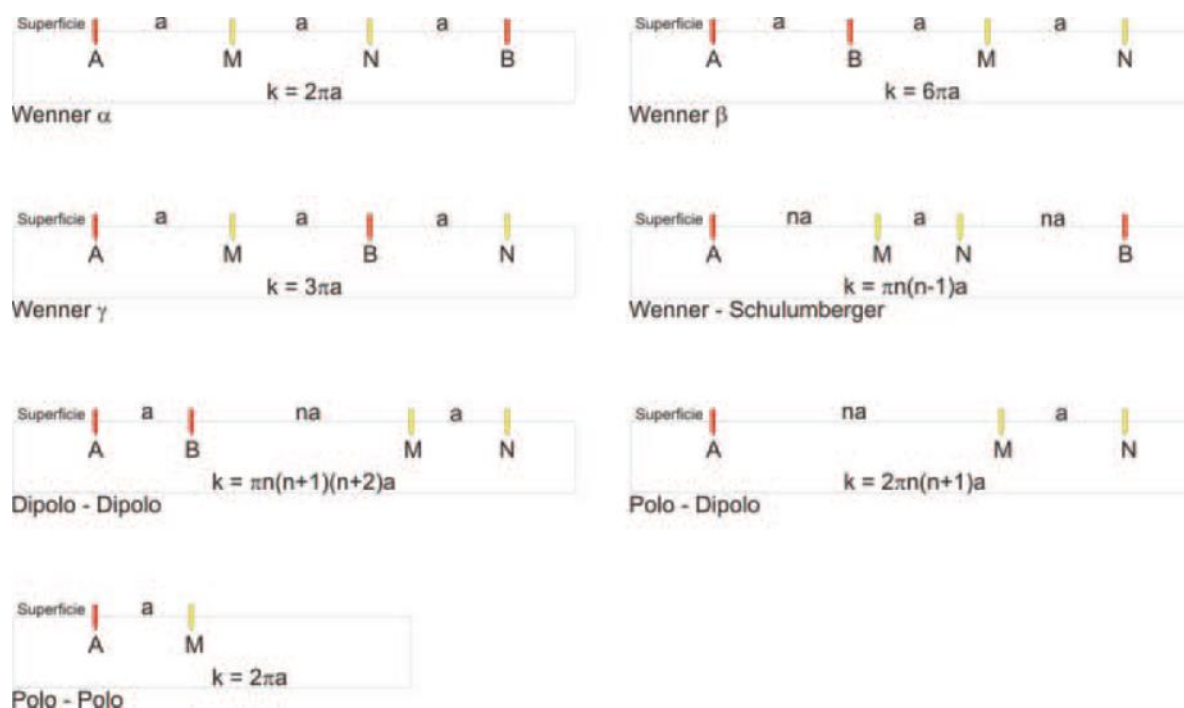 Superficie a a a
A M N B
k = 2πa
Wenner α
Superficie a a a
A B M N
k = 6πa
Wenner β
Superficie a a a
A M B N
k = 3πa
Wenner γ
Superficie na a na
A M N B
k = πn(n-1)a
Wenner - Schulumberger
Superficie a na a
A B M N
k = πn(n+1)(n+2)a
Dipolo - Dipolo
Superficie na a
A M N
k = 2πn(n+1)a
Polo - Dipolo
Superficie a
A M
k = 2πa
Polo - Polo